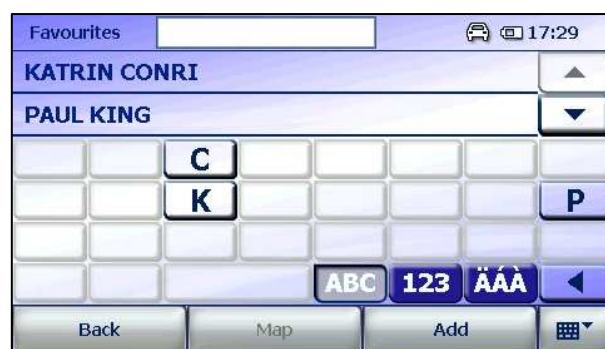 Favourites 17:29
KATRIN CONRI
PAUL KING
C
K P
ABC 123 ÄÁÀ
Back Map Add